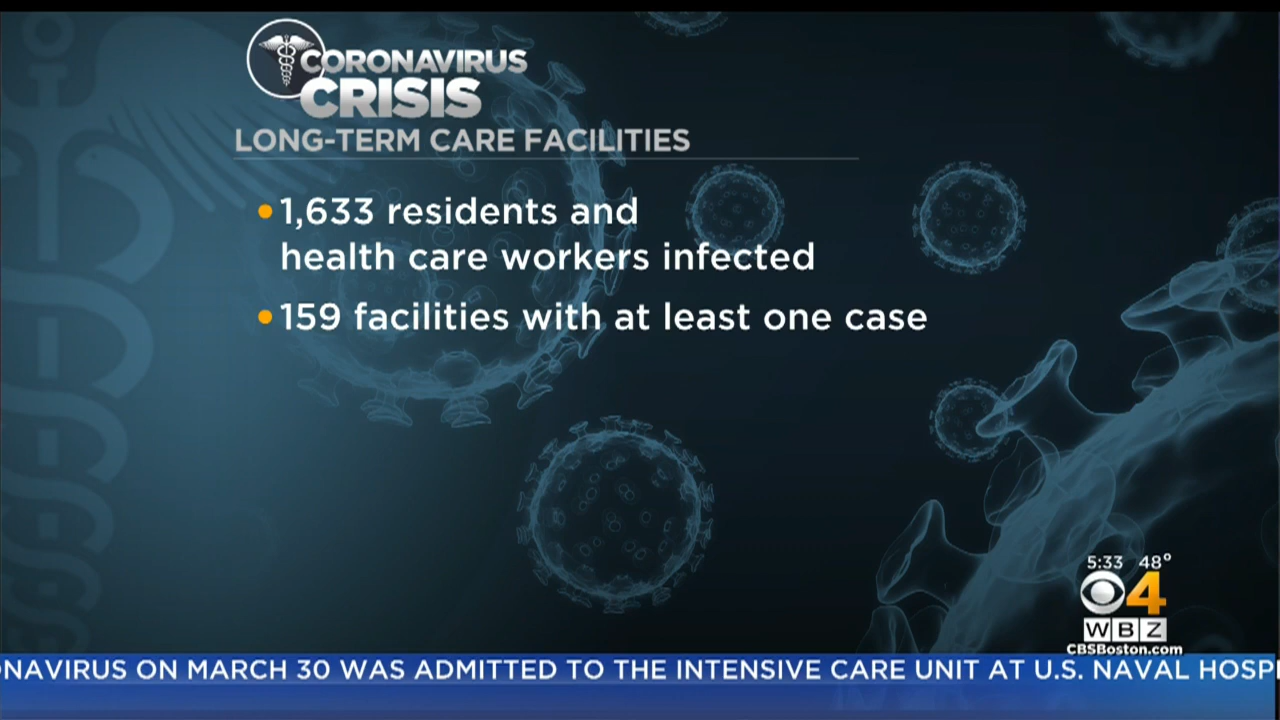 CORONAVIRUS
CRISIS
LONG-TERM CARE FACILITIES
• 1,633 residents and
health care workers infected
• 159 facilities with at least one case
5:33 48°
4
WBZ
CBSBoston.com
ONAVIRUS ON MARCH 30 WAS ADMITTED TO THE INTENSIVE CARE UNIT AT U.S. NAVAL HOSP